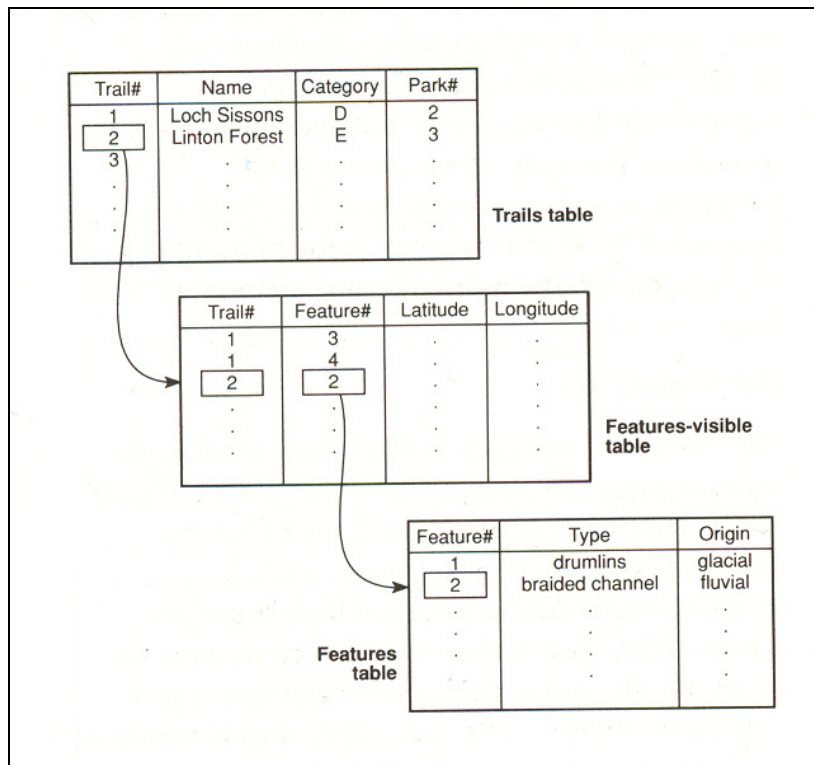 Trail# Name Category Park#
1 Loch Sissons D 2
2 Linton Forest E 3
3 . . .
. . . .
. . . .
. . . .
Trails table
Trail# Feature# Latitude Longitude
1 3 . .
1 4 . .
2 2 . .
. . . .
. . . .
. . . .
Features-visible
table
Feature# Type Origin
1 drumlins glacial
2 braided channel fluvial
. . .
. . .
. . .
. . .
Features
table